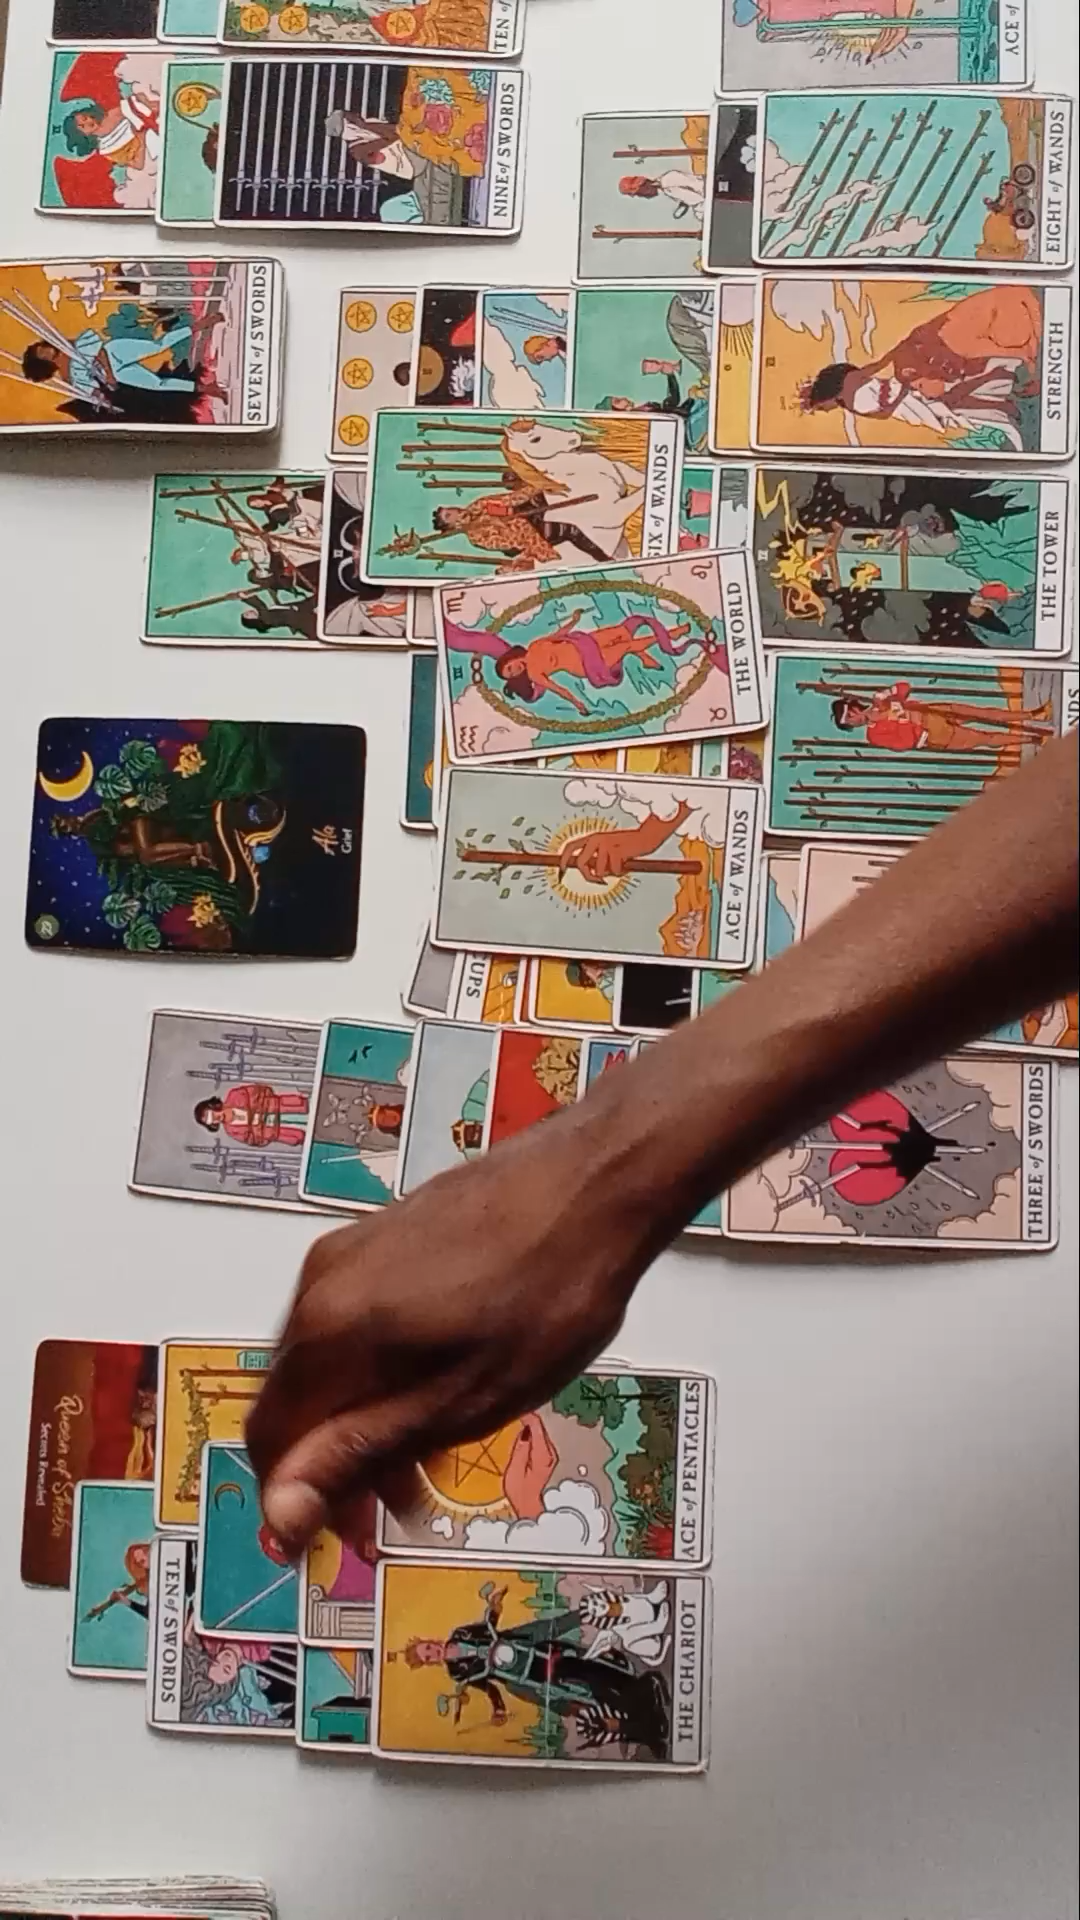 TEN of
ACE of
NINE of SWORDS
EIGHT of WANDS
SEVEN of SWORDS
STRENGTH
SIX of WANDS
THE TOWER
THE WORLD
ACE of WANDS
Ala
Grief
CUPS
THREE of SWORDS
Queen of Sheba
Secrets Revealed
ACE of PENTACLES
TEN of SWORDS
THE CHARIOT